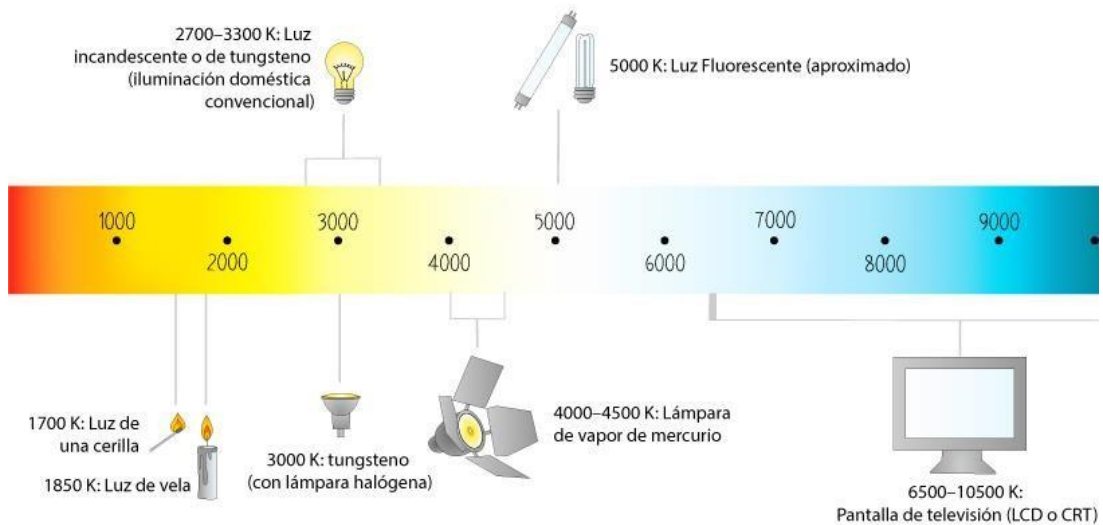 2700–3300 K: Luz
incandescente o de tungsteno
(iluminación doméstica
convencional)
5000 K: Luz Fluorescente (aproximado)
1000
2000
3000
4000
5000
6000
7000
8000
9000
1700 K: Luz de
una cerilla
1850 K: Luz de vela
3000 K: tungsteno
(con lámpara halógena)
4000–4500 K: Lámpara
de vapor de mercurio
6500–10500 K:
Pantalla de televisión (LCD o CRT)